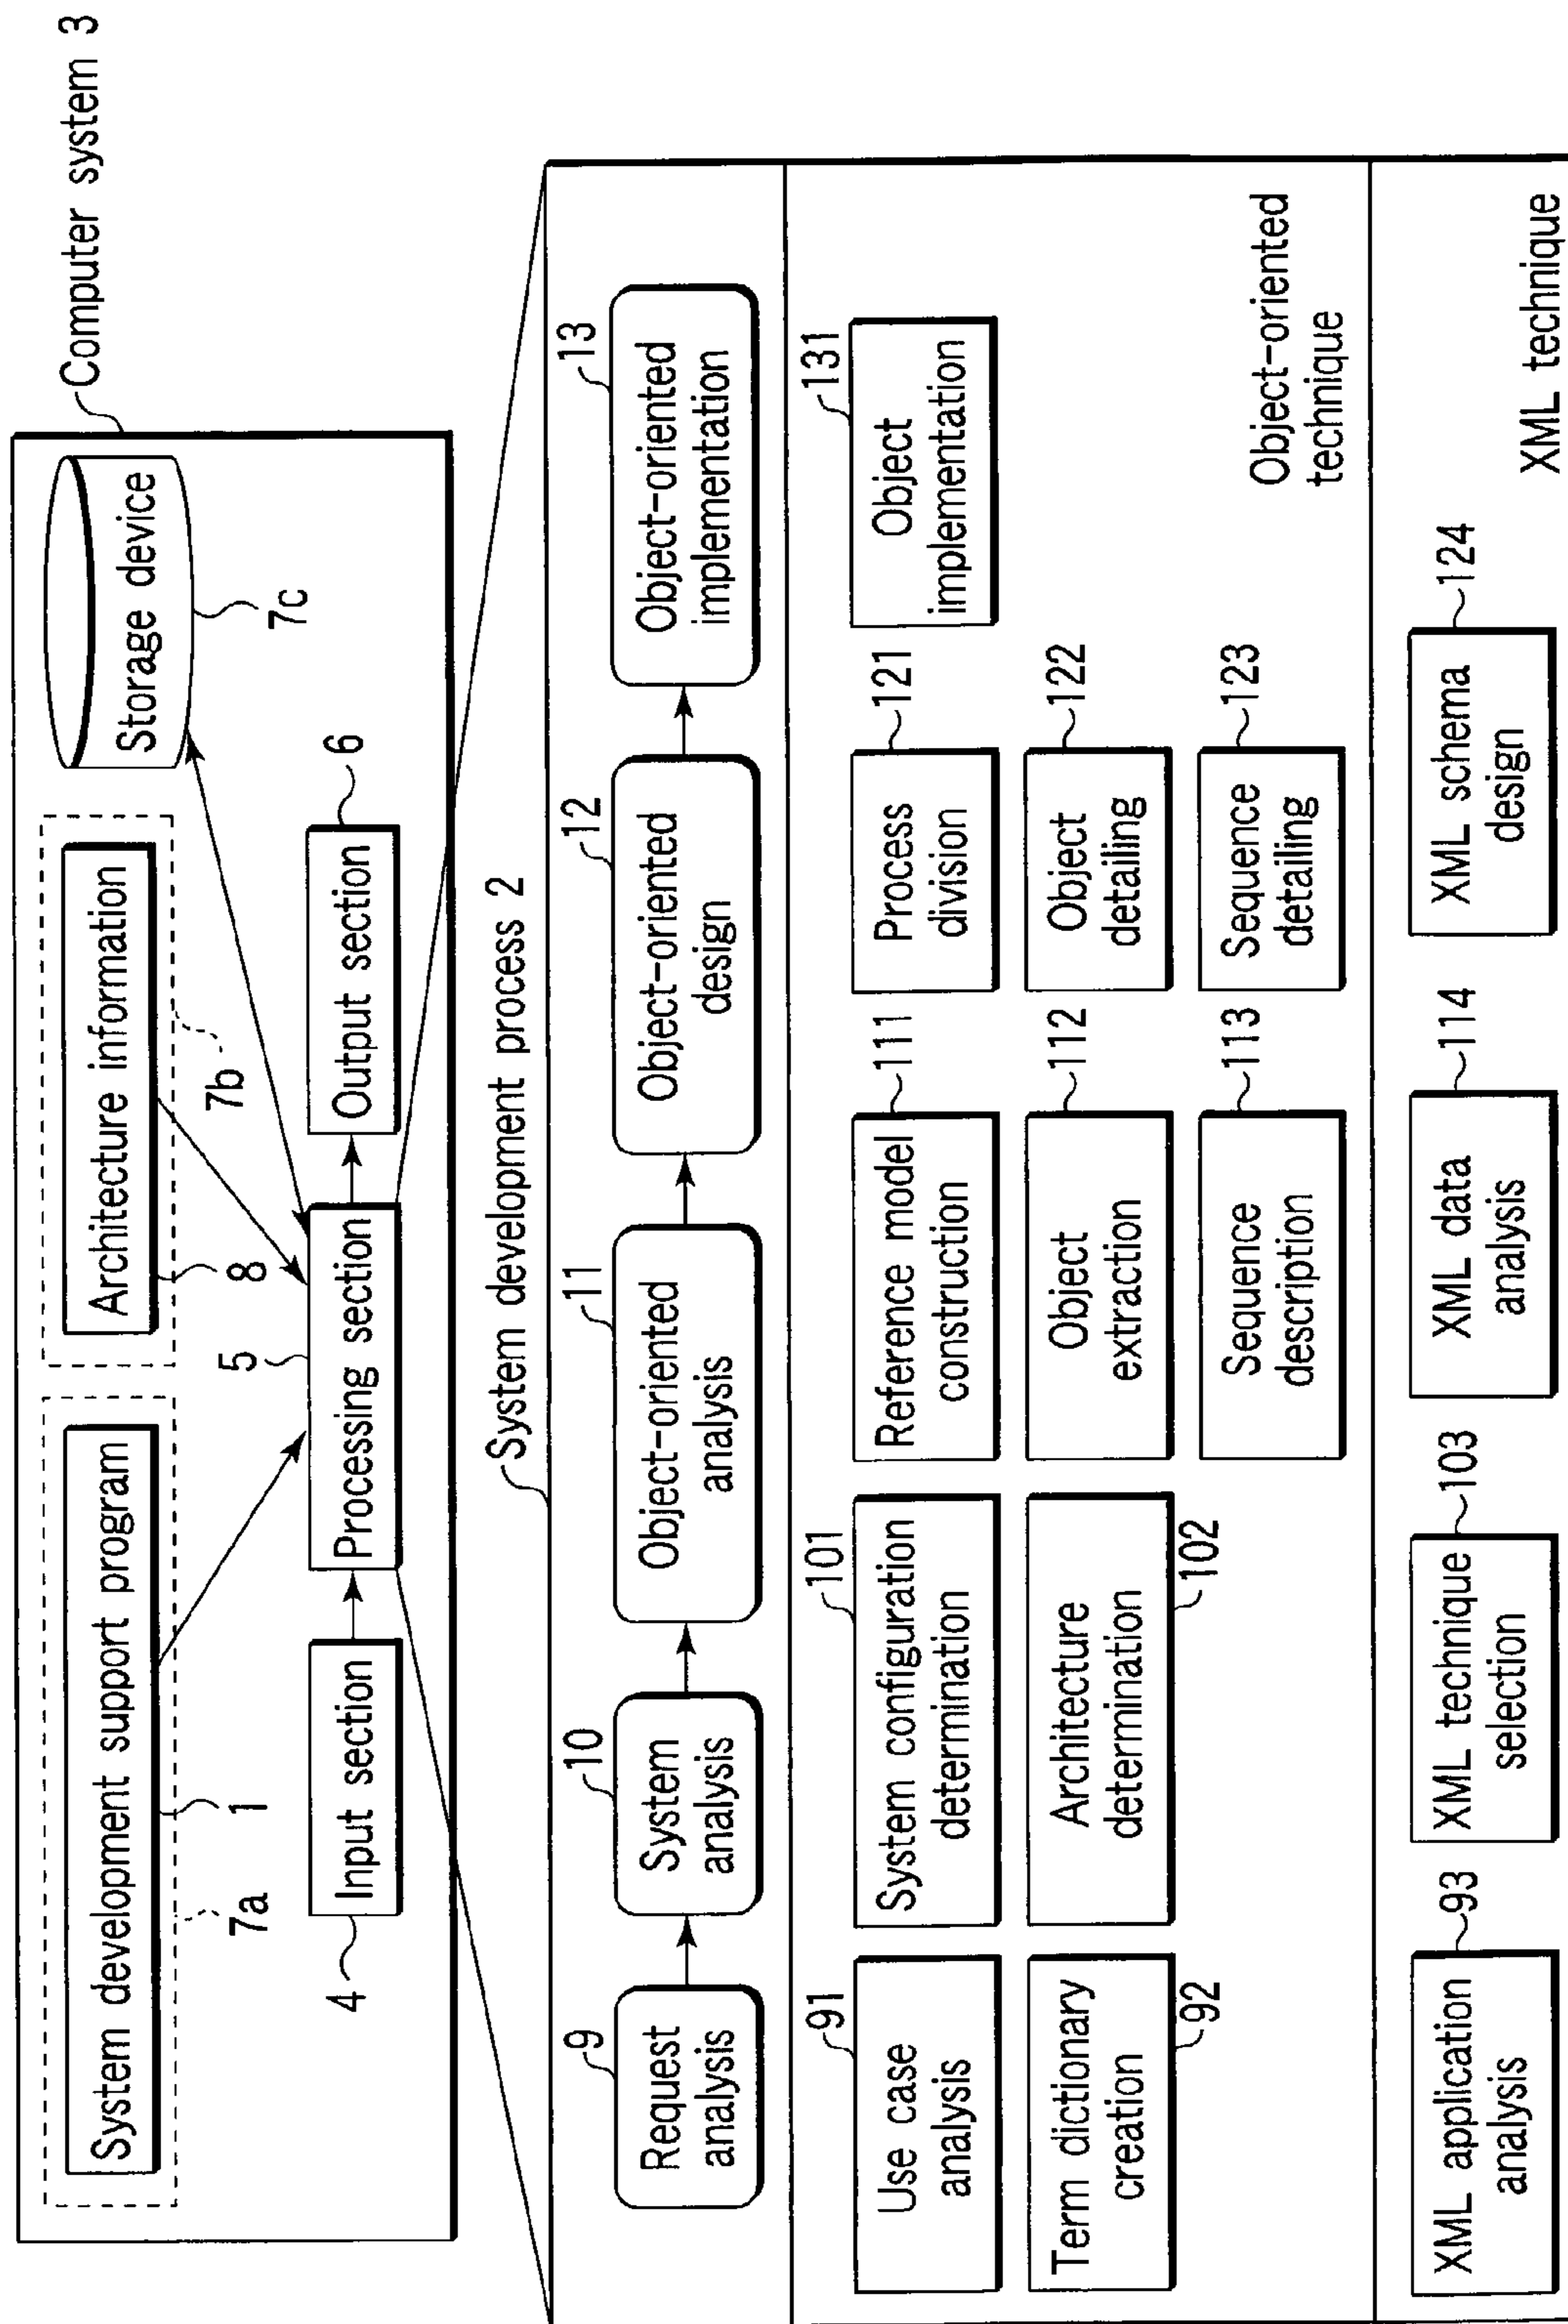 Computer system 3
System development support program
1
7a
Architecture information
8
7b
Storage device
7c
Input section
4
Processing section
5
Output section
6
System development process 2
9
Request
analysis
10
System
analysis
11
Object-oriented
analysis
12
Object-oriented
design
13
Object-oriented
implementation
91
Use case
analysis
Term dictionary
creation
92
101
System configuration
determination
Architecture
determination
102
Reference model
construction
111
Object
extraction
112
Sequence
description
113
Process
division
121
Object
detailing
122
Sequence
detailing
123
131
Object
implementation
Object-oriented
technique
XML application
analysis
93
XML technique
selection
103
XML data
analysis
114
XML schema
design
124
XML technique